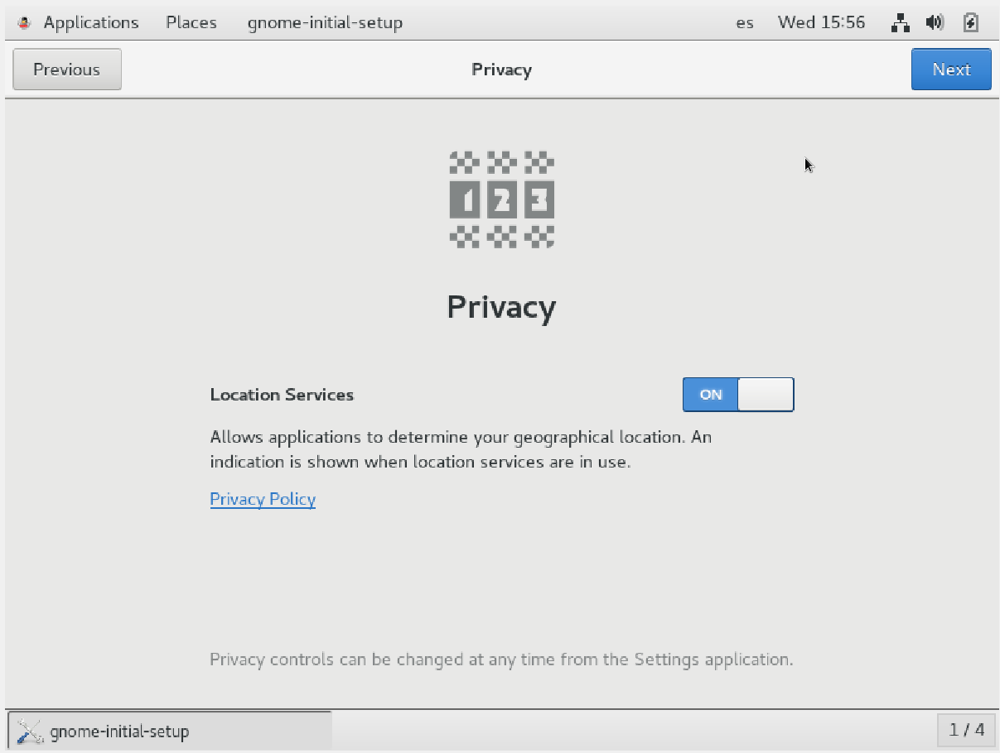 Applications Places gnome-initial-setup es Wed 15:56
Previous Privacy Next
1 2 3
Privacy
Location Services ON
Allows applications to determine your geographical location. An
indication is shown when location services are in use.
Privacy Policy
Privacy controls can be changed at any time from the Settings application.
gnome-initial-setup 1 / 4